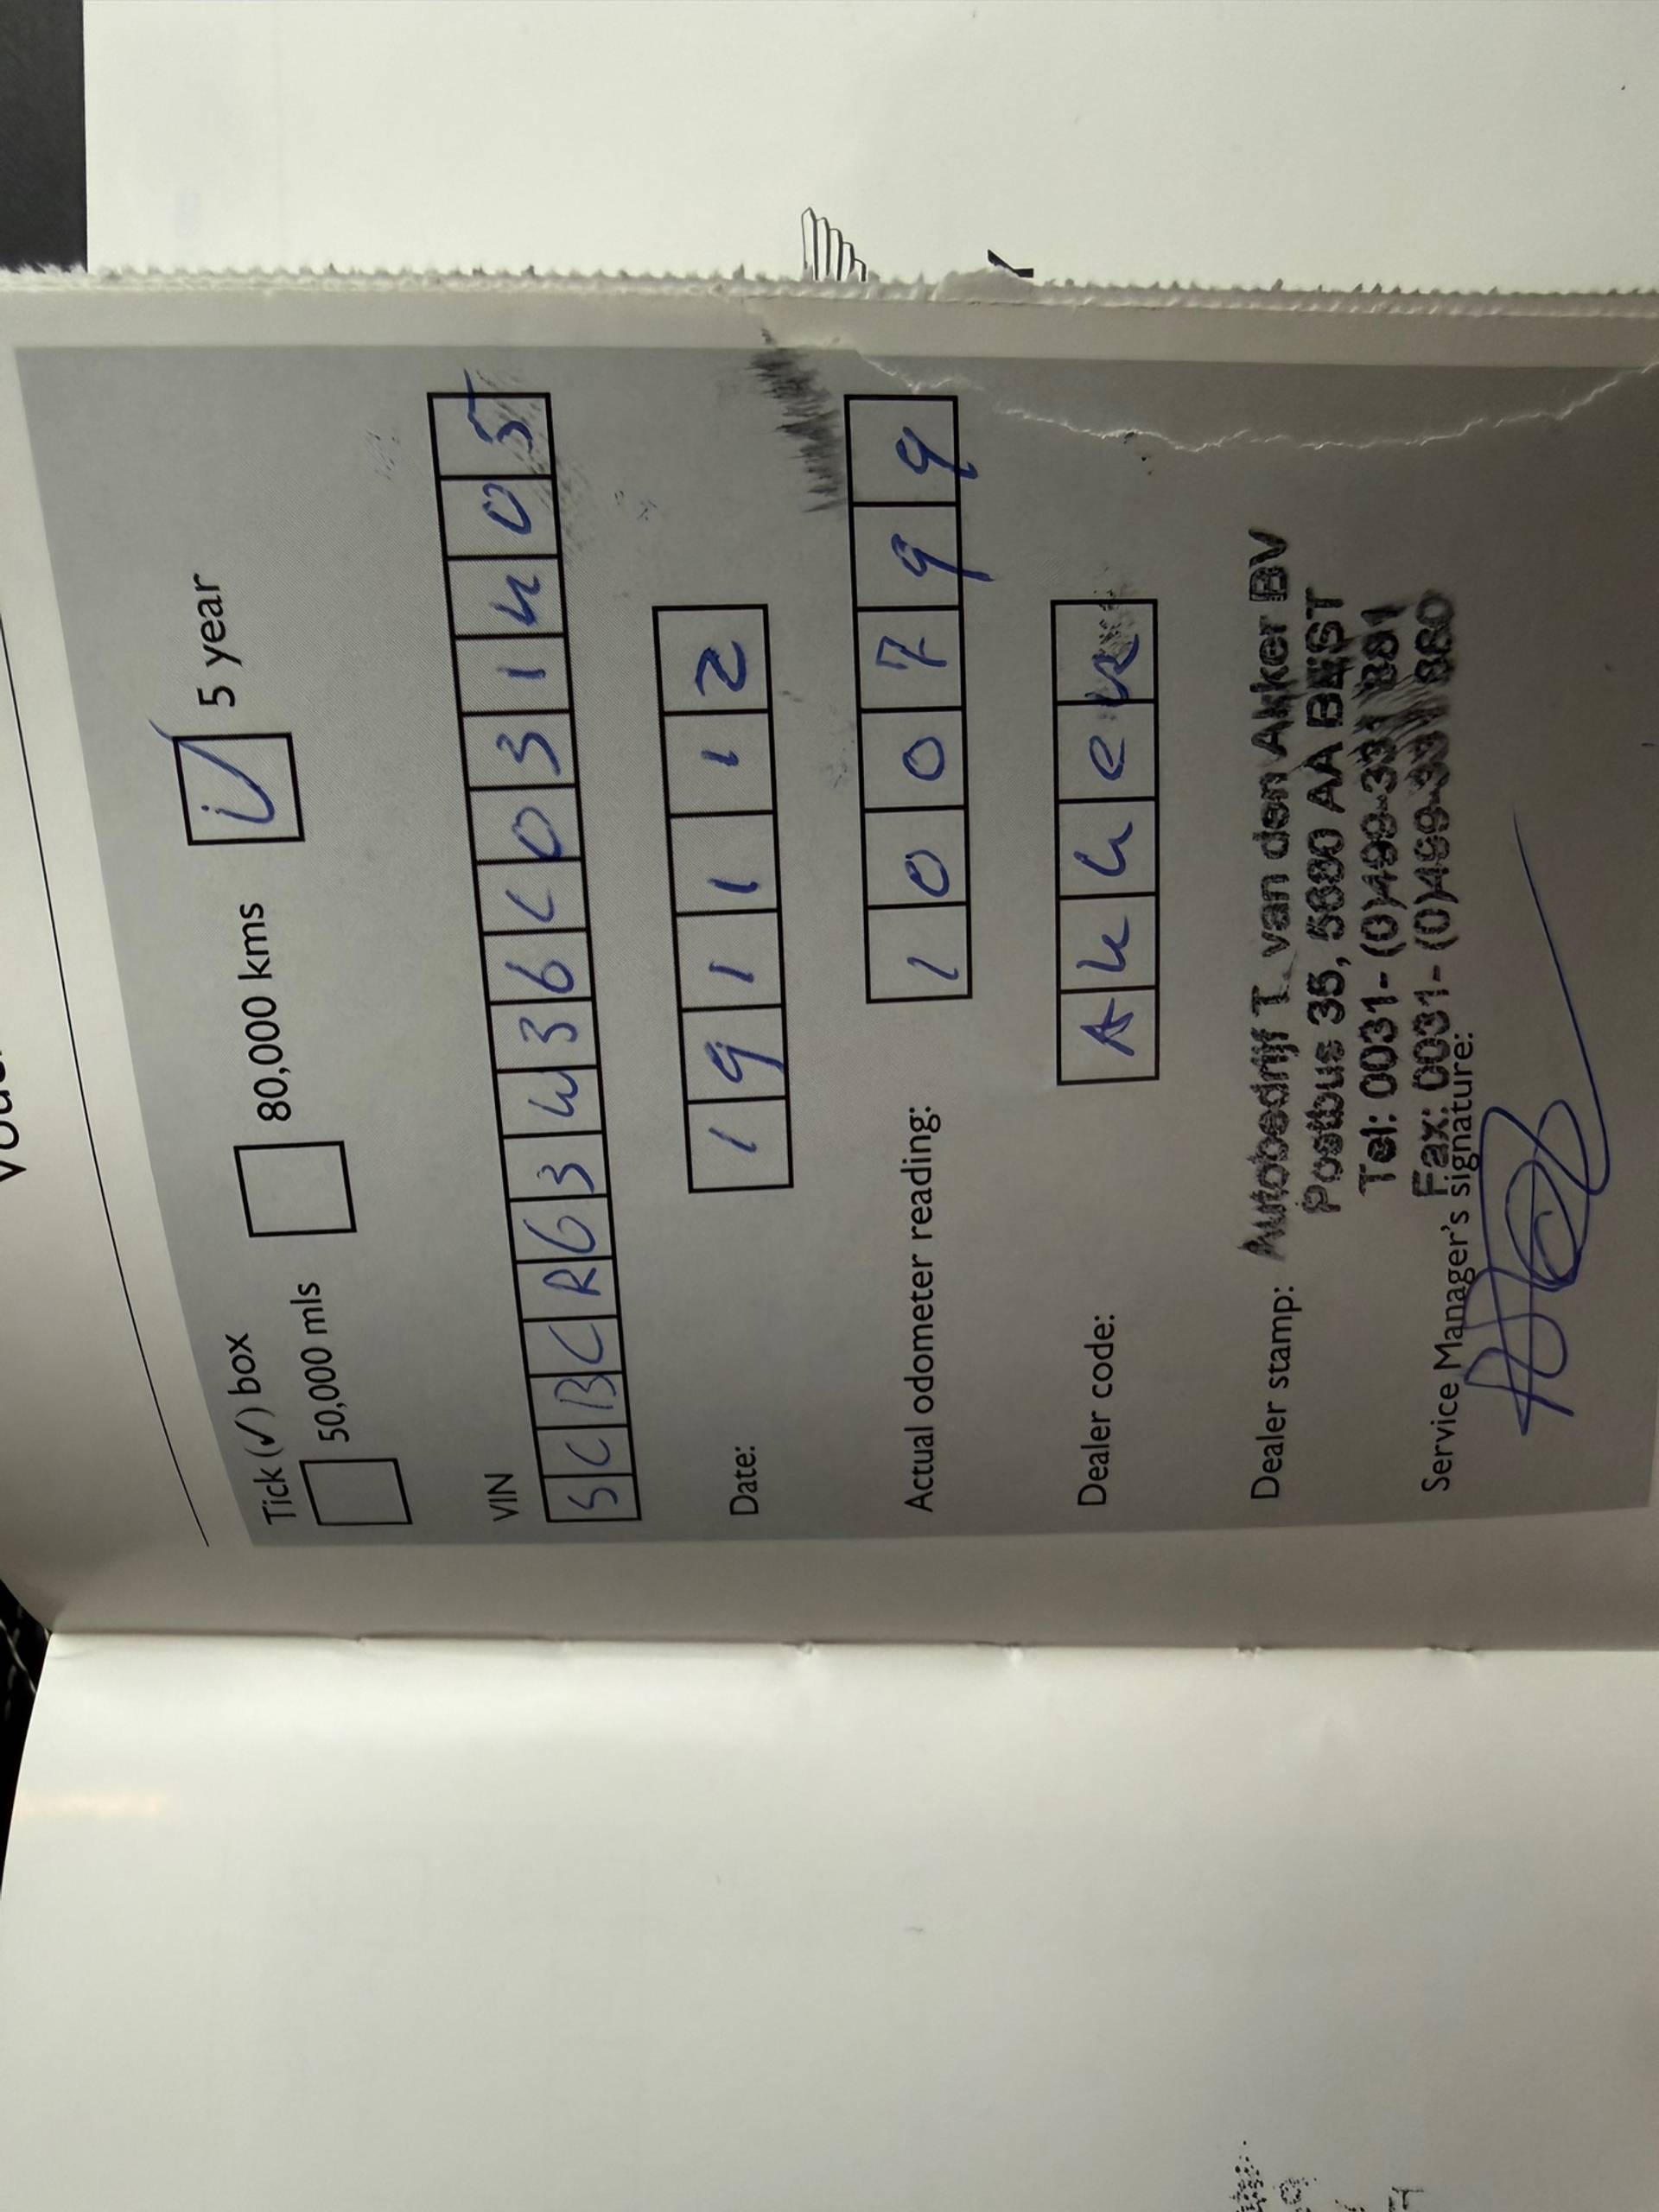 Tick (✓) box
50,000 mls 80,000 kms ✓ 5 year
VIN
SCBCR63W36C031405
Date: 191112
Actual odometer reading: 100799
Dealer code: AkkeR
Dealer stamp: Autobedrijf T. van den Akker BV
Postbus 35, 5680 AA BEST
Tel: 0031-(0)499-331 881
Fax: 0031-(0)499-331 880
Service Manager's signature: